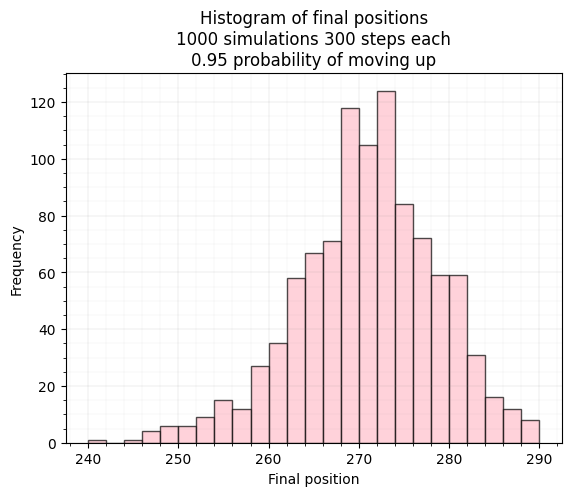 Histogram of final positions
1000 simulations 300 steps each
0.95 probability of moving up
120
100
80
60
40
20
0
Frequency
240 250 260 270 280 290
Final position